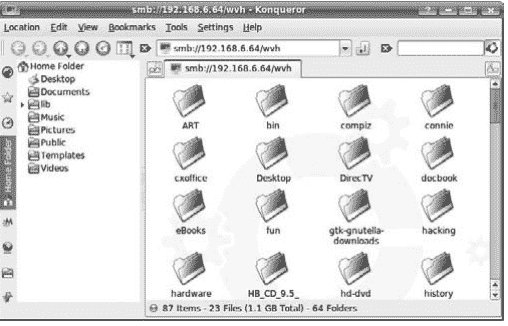 smb://192.168.6.64/wvh - Konqueror
Location Edit View Bookmarks Tools Settings Help
smb://192.168.6.64/wvh
smb://192.168.6.64/wvh
Home Folder
Desktop
Documents
lib
Music
Pictures
Public
Templates
Videos
Home Folder
ART bin compiz connie
cxoffice Desktop DirecTV docbook
eBooks fun gtk-gnutella-downloads hacking
hardware HB_CD_9.5_ hd-dvd history
87 Items - 23 Files (1.1 GB Total) - 64 Folders